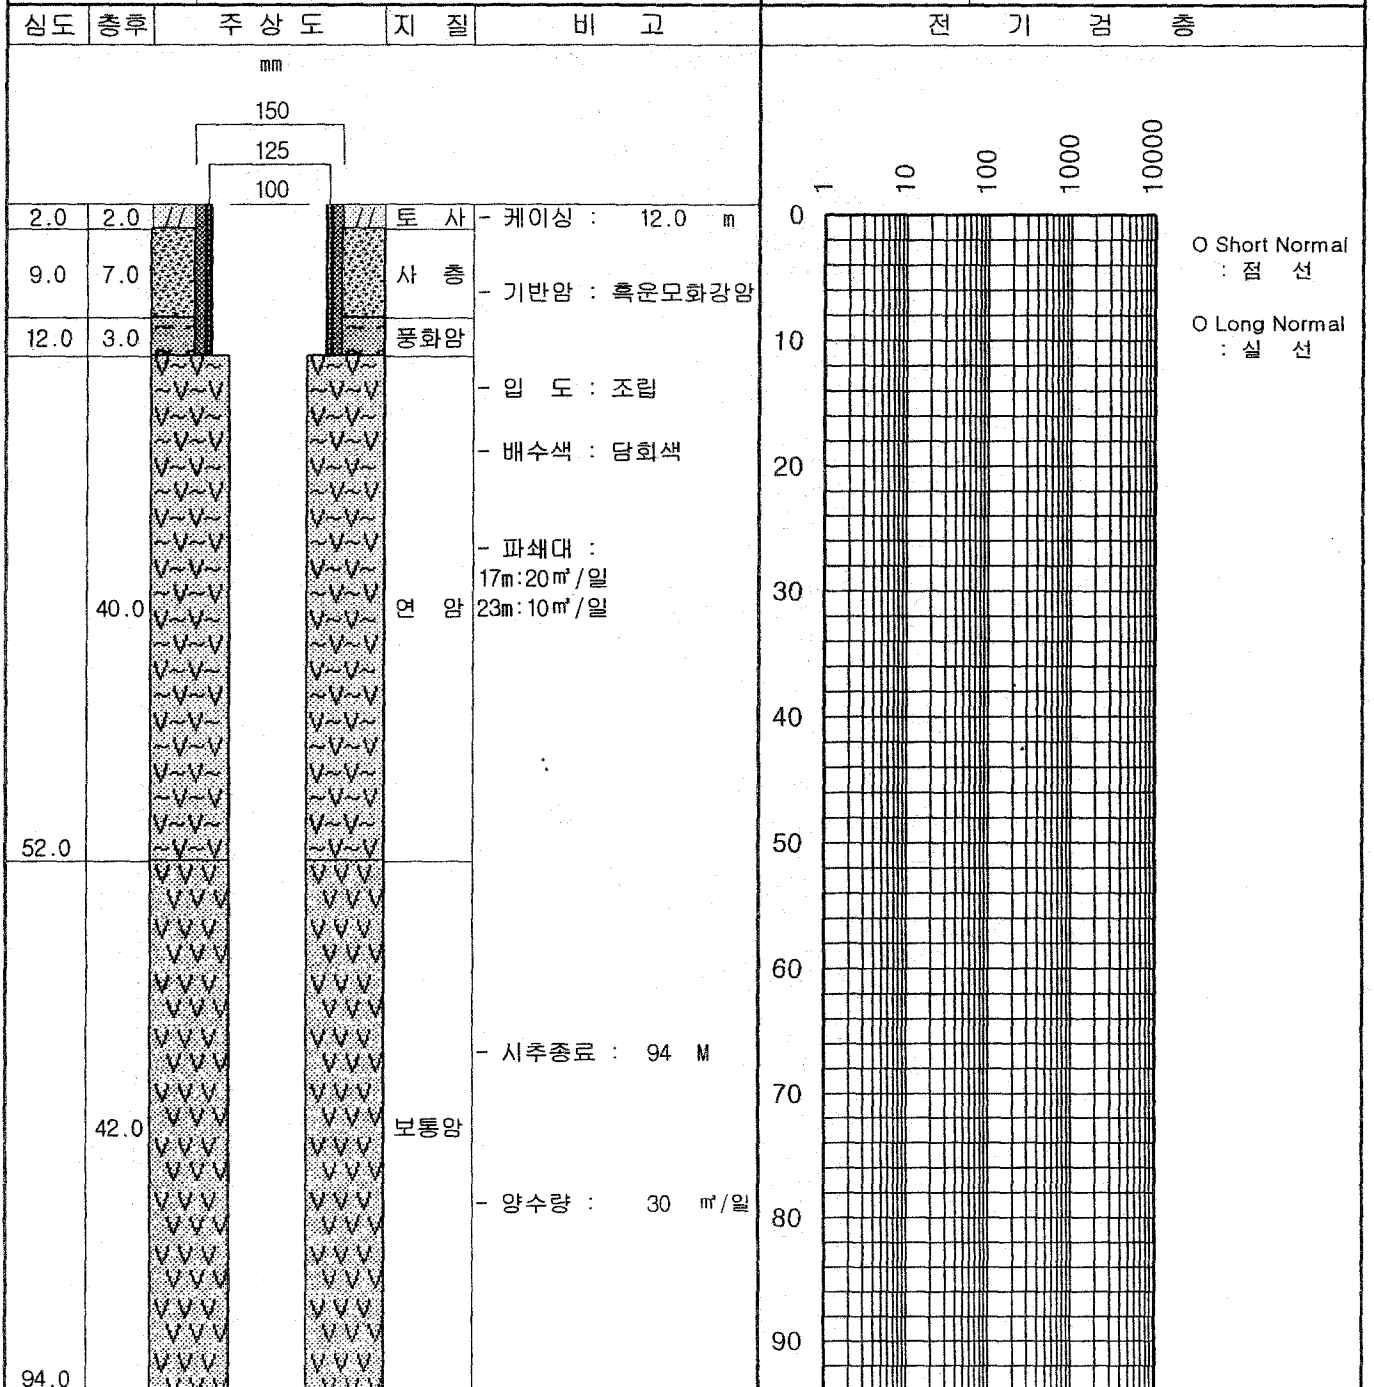 심도 층후 주 상 도 지 질 비 고 전 기 검 층
mm
150
125
100
1 10 100 1000 10000
2.0 2.0 토 사 - 케이싱 : 12.0 m
9.0 7.0 사 층
- 기반암 : 흑운모화강암
12.0 3.0 풍화암
- 입 도 : 조립
- 배수색 : 담회색
- 파쇄대 :
17m:20㎥/일
40.0 연 암 23m:10㎥/일
52.0
- 시추종료 : 94 M
42.0 보통암
- 양수량 : 30 ㎥/일
94.0
0
10
20
30
40
50
60
70
80
90
O Short Normal
: 점 선
O Long Normal
: 실 선